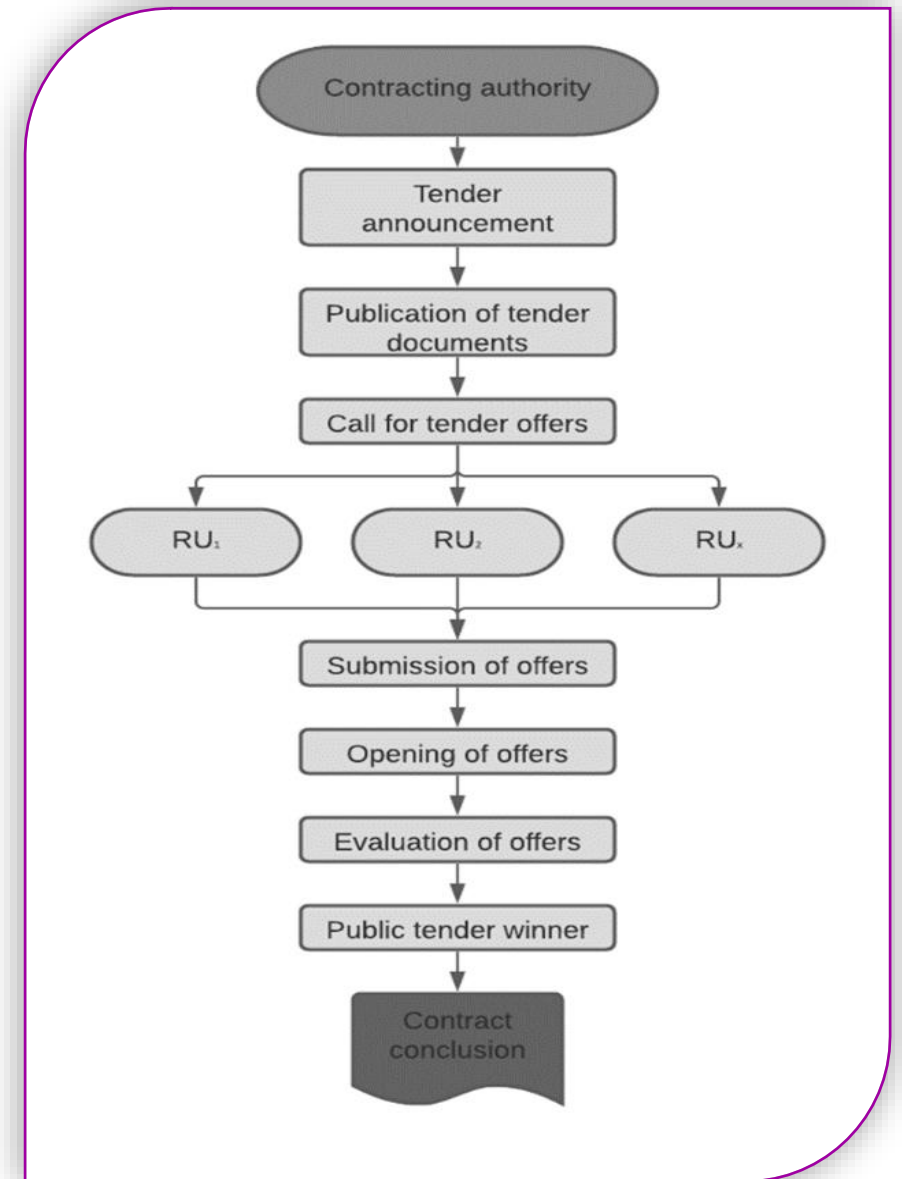 Contracting authority
Tender
announcement
Publication of tender
documents
Call for tender offers
RU₁
RU₂
RUₓ
Submission of offers
Opening of offers
Evaluation of offers
Public tender winner
Contract
conclusion